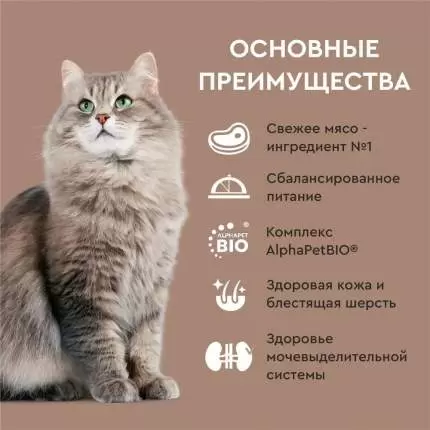 ОСНОВНЫЕ
ПРЕИМУЩЕСТВА
Свежее мясо -
ингредиент №1
Сбалансированное
питание
ALPHAPET
BIO ®
Комплекс
AlphaPetBIO®
Здоровая кожа и
блестящая шерсть
Здоровье
мочевыделительной
системы